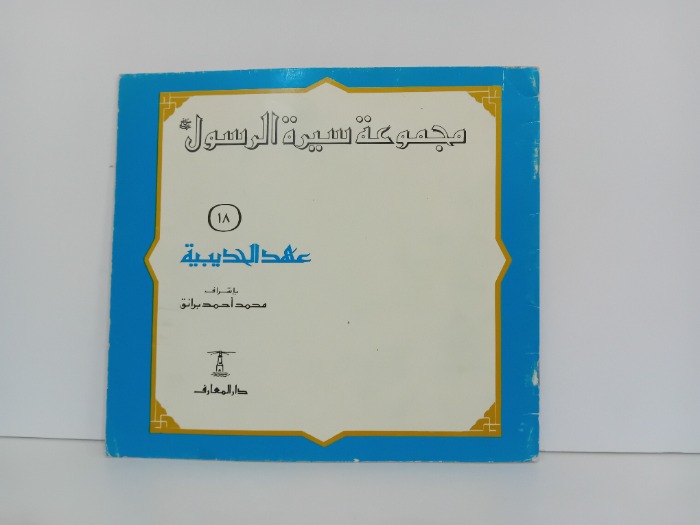 مجموعة سيرة الرسول ﷺ
١٨
عهد الحديبية
بإشراف
محمد أحمد برانق
دار المعارف